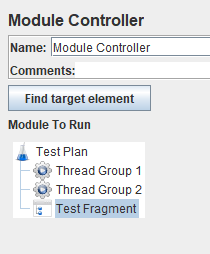 Module Controller
Name: Module Controller
Comments:
Find target element
Module To Run
Test Plan
Thread Group 1
Thread Group 2
Test Fragment